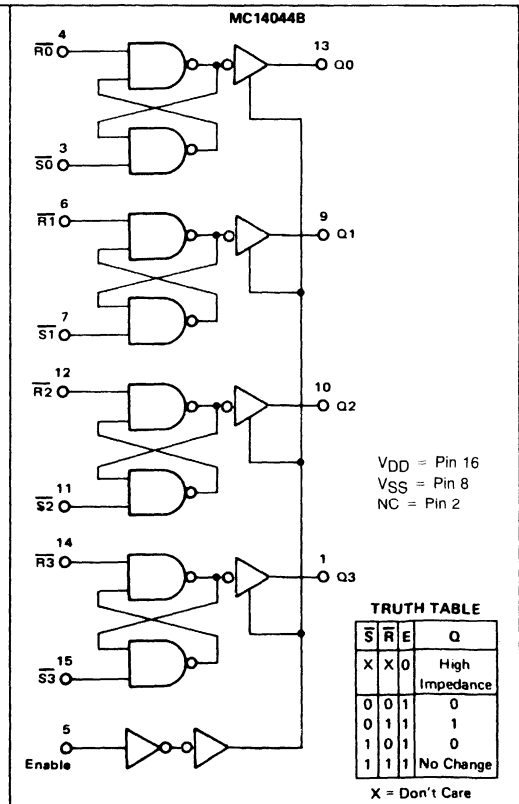 MC14044B
4
R0
13
Q0
3
S0
6
R1
9
Q1
7
S1
12
R2
10
Q2
11
S2
VDD = Pin 16
VSS = Pin 8
NC = Pin 2
14
R3
1
Q3
15
S3
5
Enable
TRUTH TABLE
S̅ R̅ E Q
X X 0 High Impedance
0 0 1 0
0 1 1 1
1 0 1 0
1 1 1 No Change
X = Don't Care